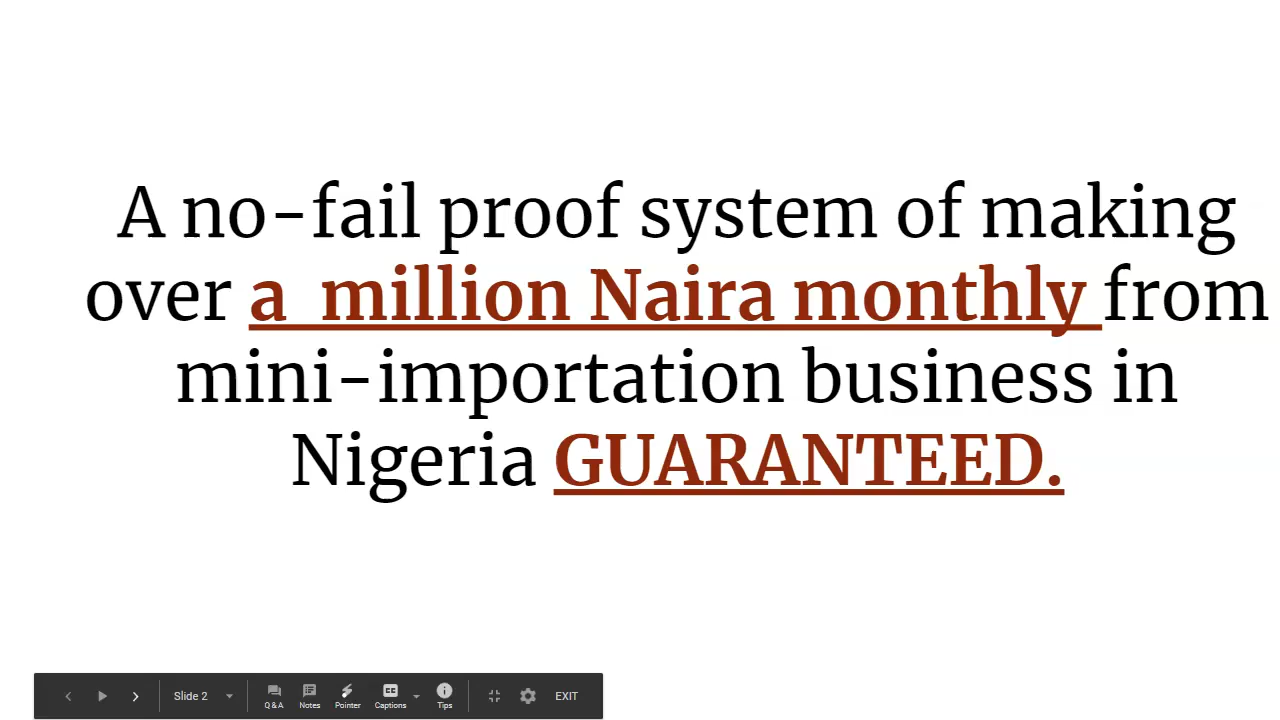 A no-fail proof system of making
over a  million Naira monthly from
mini-importation business in
Nigeria GUARANTEED.
Slide 2
Q & A
Notes
Pointer
CC
Captions
Tips
EXIT